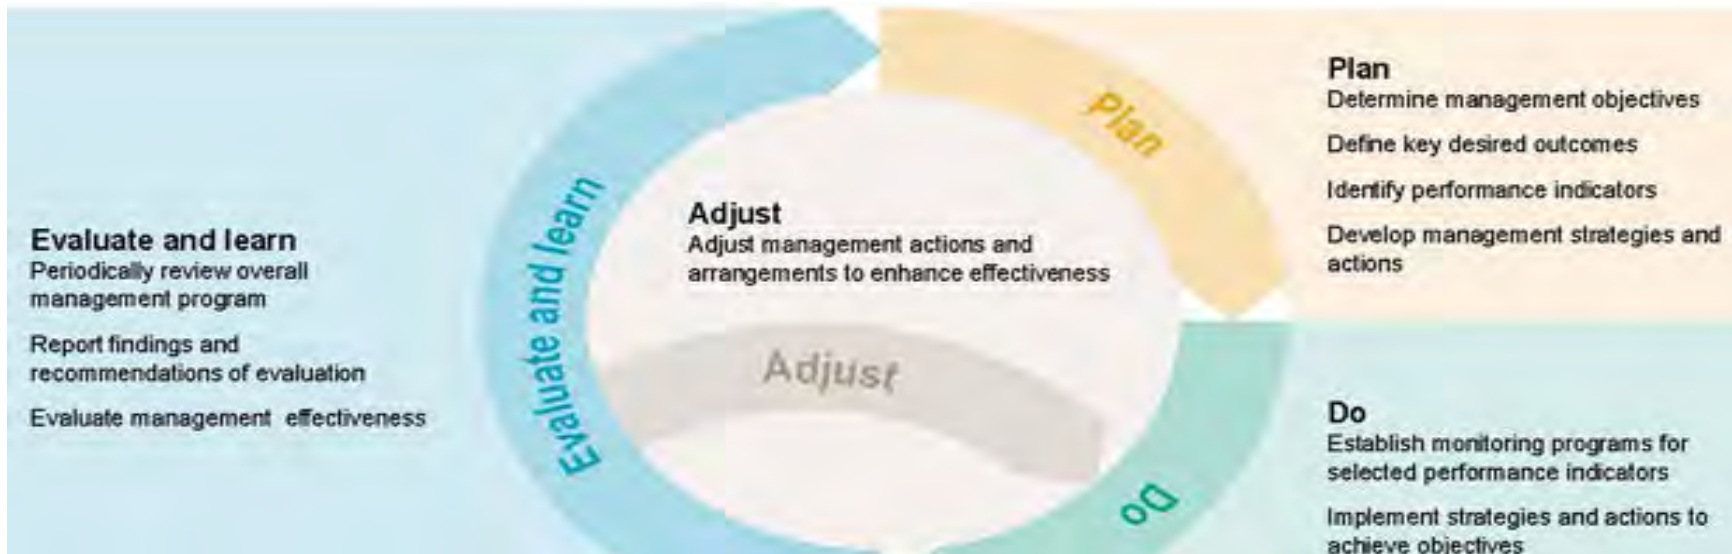 Plan
Plan
Determine management objectives
Define key desired outcomes
Identify performance indicators
Develop management strategies and
actions
Adjust
Adjust management actions and
arrangements to enhance effectiveness
Adjust
Evaluate and learn
Periodically review overall
management program
Report findings and
recommendations of evaluation
Evaluate management effectiveness
Evaluate and learn
Do
Do
Establish monitoring programs for
selected performance indicators
Implement strategies and actions to
achieve objectives